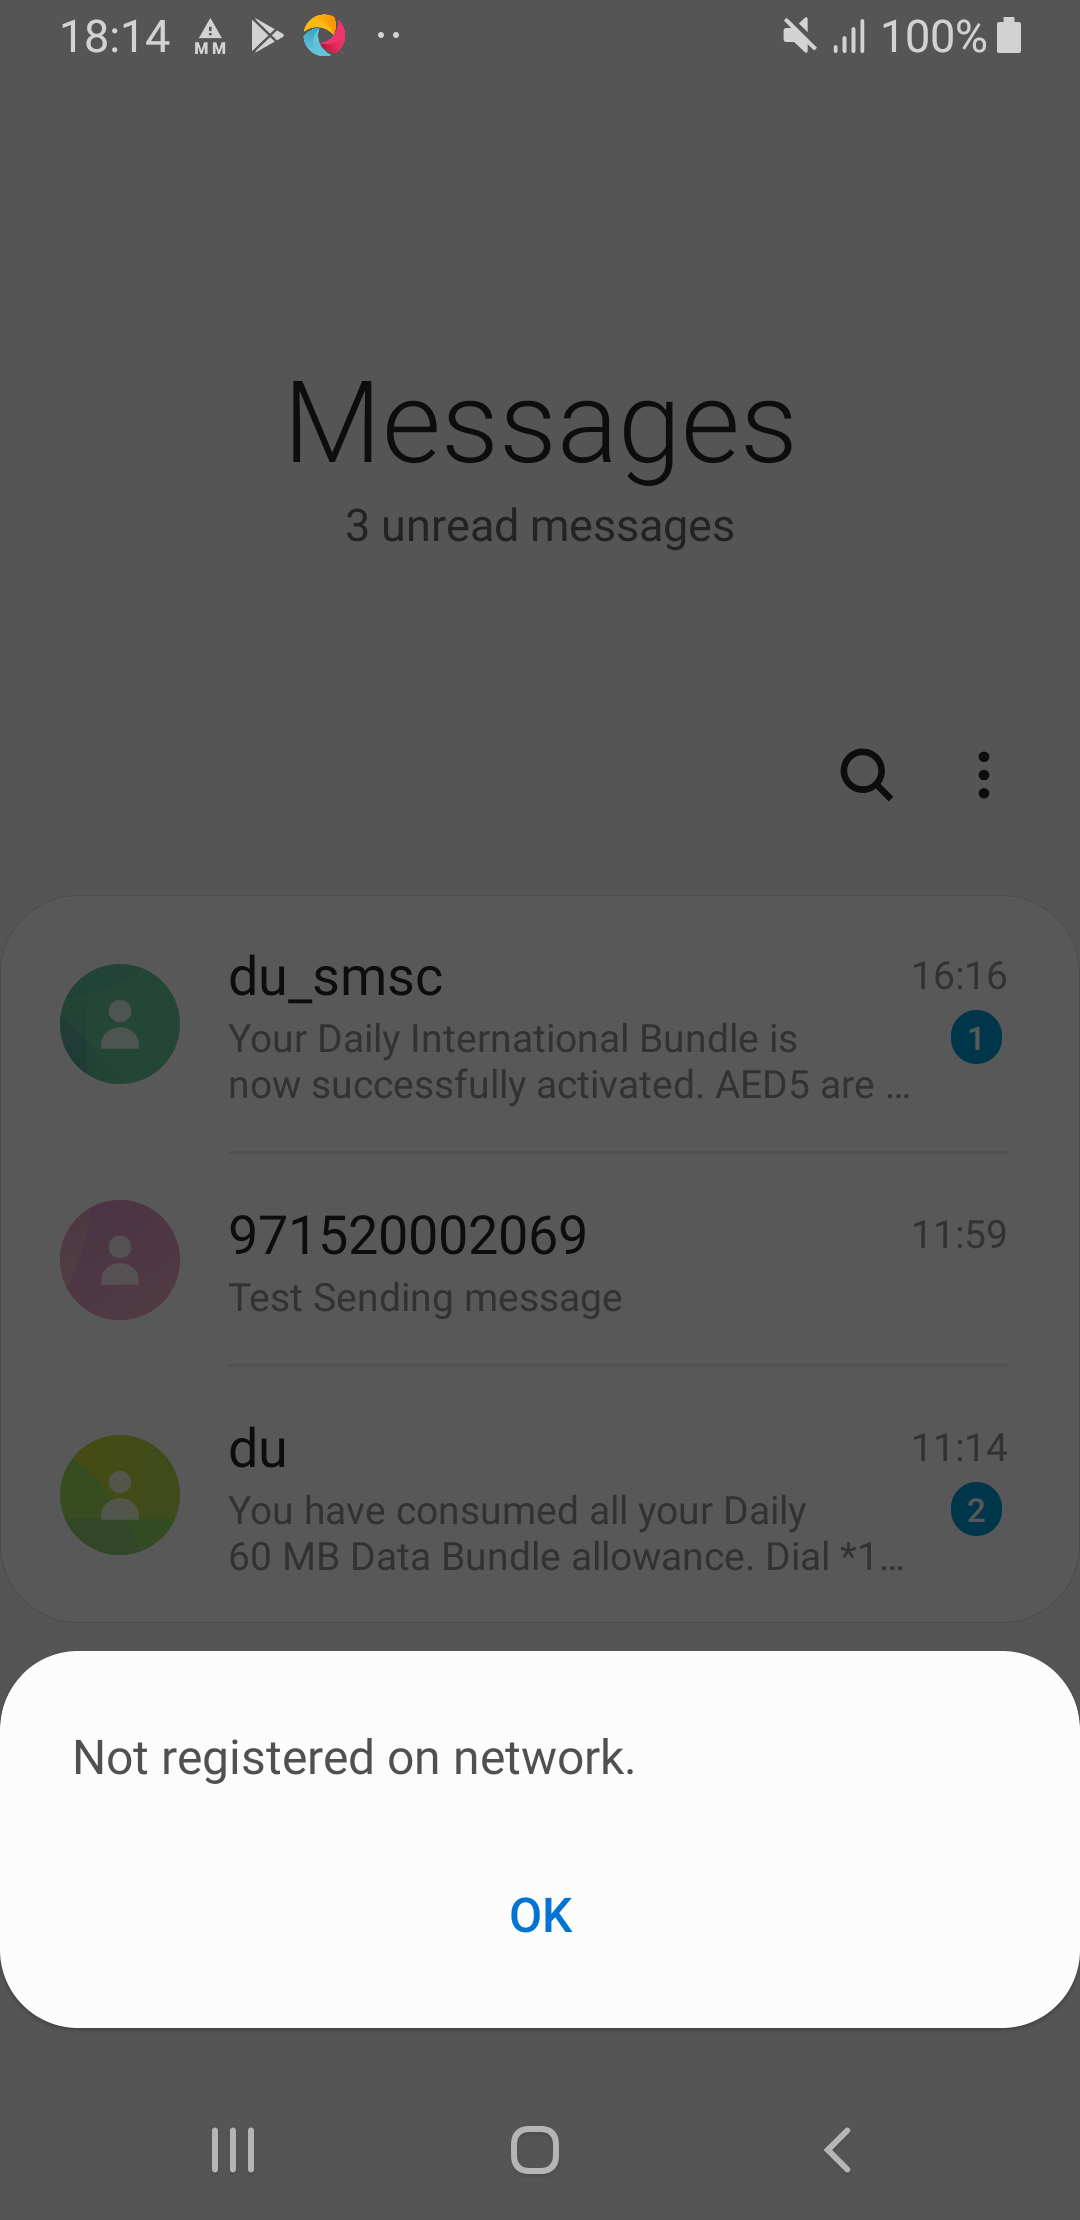 18:14 MM 100%
Messages
3 unread messages
du_smsc 16:16
Your Daily International Bundle is 1
now successfully activated. AED5 are ...
971520002069 11:59
Test Sending message
du 11:14
You have consumed all your Daily 2
60 MB Data Bundle allowance. Dial *1...
Not registered on network.
OK